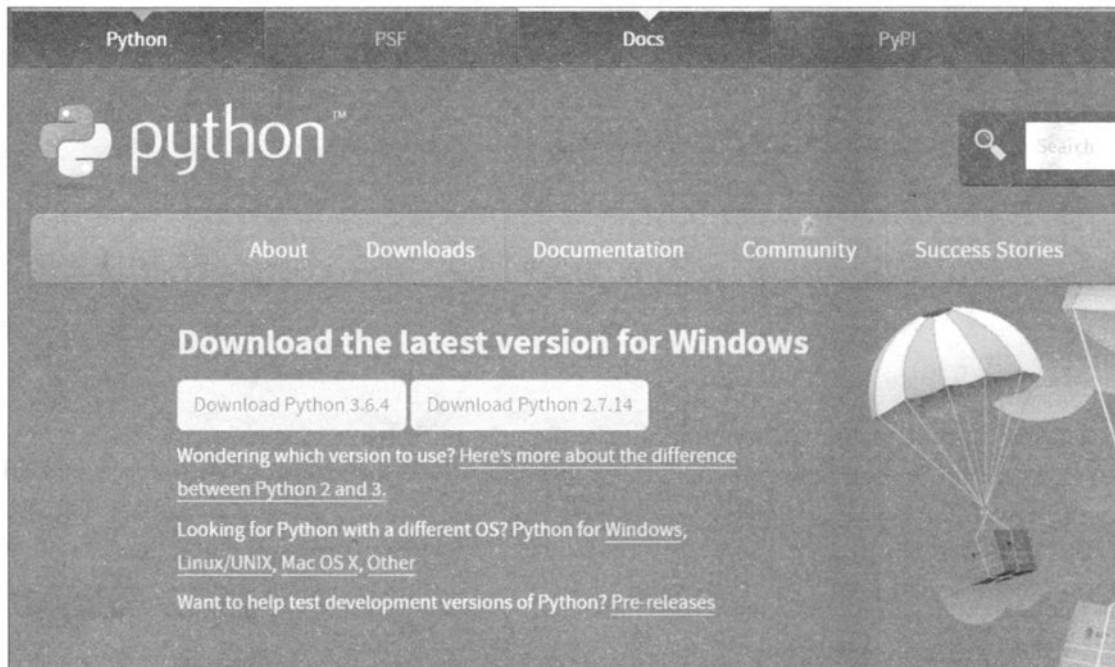 Python PSF Docs PyPI
python™
Search
About Downloads Documentation Community Success Stories
Download the latest version for Windows
Download Python 3.6.4 Download Python 2.7.14
Wondering which version to use? Here's more about the difference
between Python 2 and 3.
Looking for Python with a different OS? Python for Windows,
Linux/UNIX, Mac OS X, Other
Want to help test development versions of Python? Pre-releases